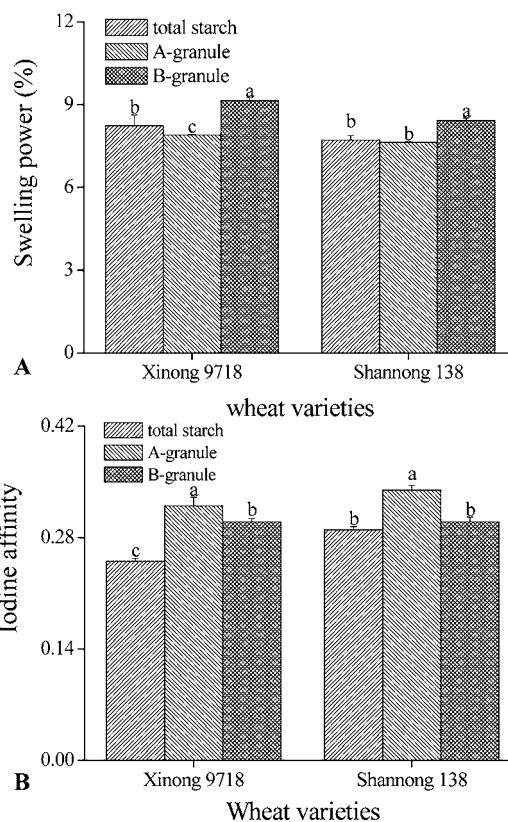 12
total starch
A-granule
B-granule
9
6
3
0
Swelling power (%)
b
c
a
b
b
a
Xinong 9718
Shannong 138
A
wheat varieties
0.42
total starch
A-granule
B-granule
0.28
0.14
0.00
Iodine affinity
c
a
b
b
a
b
Xinong 9718
Shannong 138
B
Wheat varieties